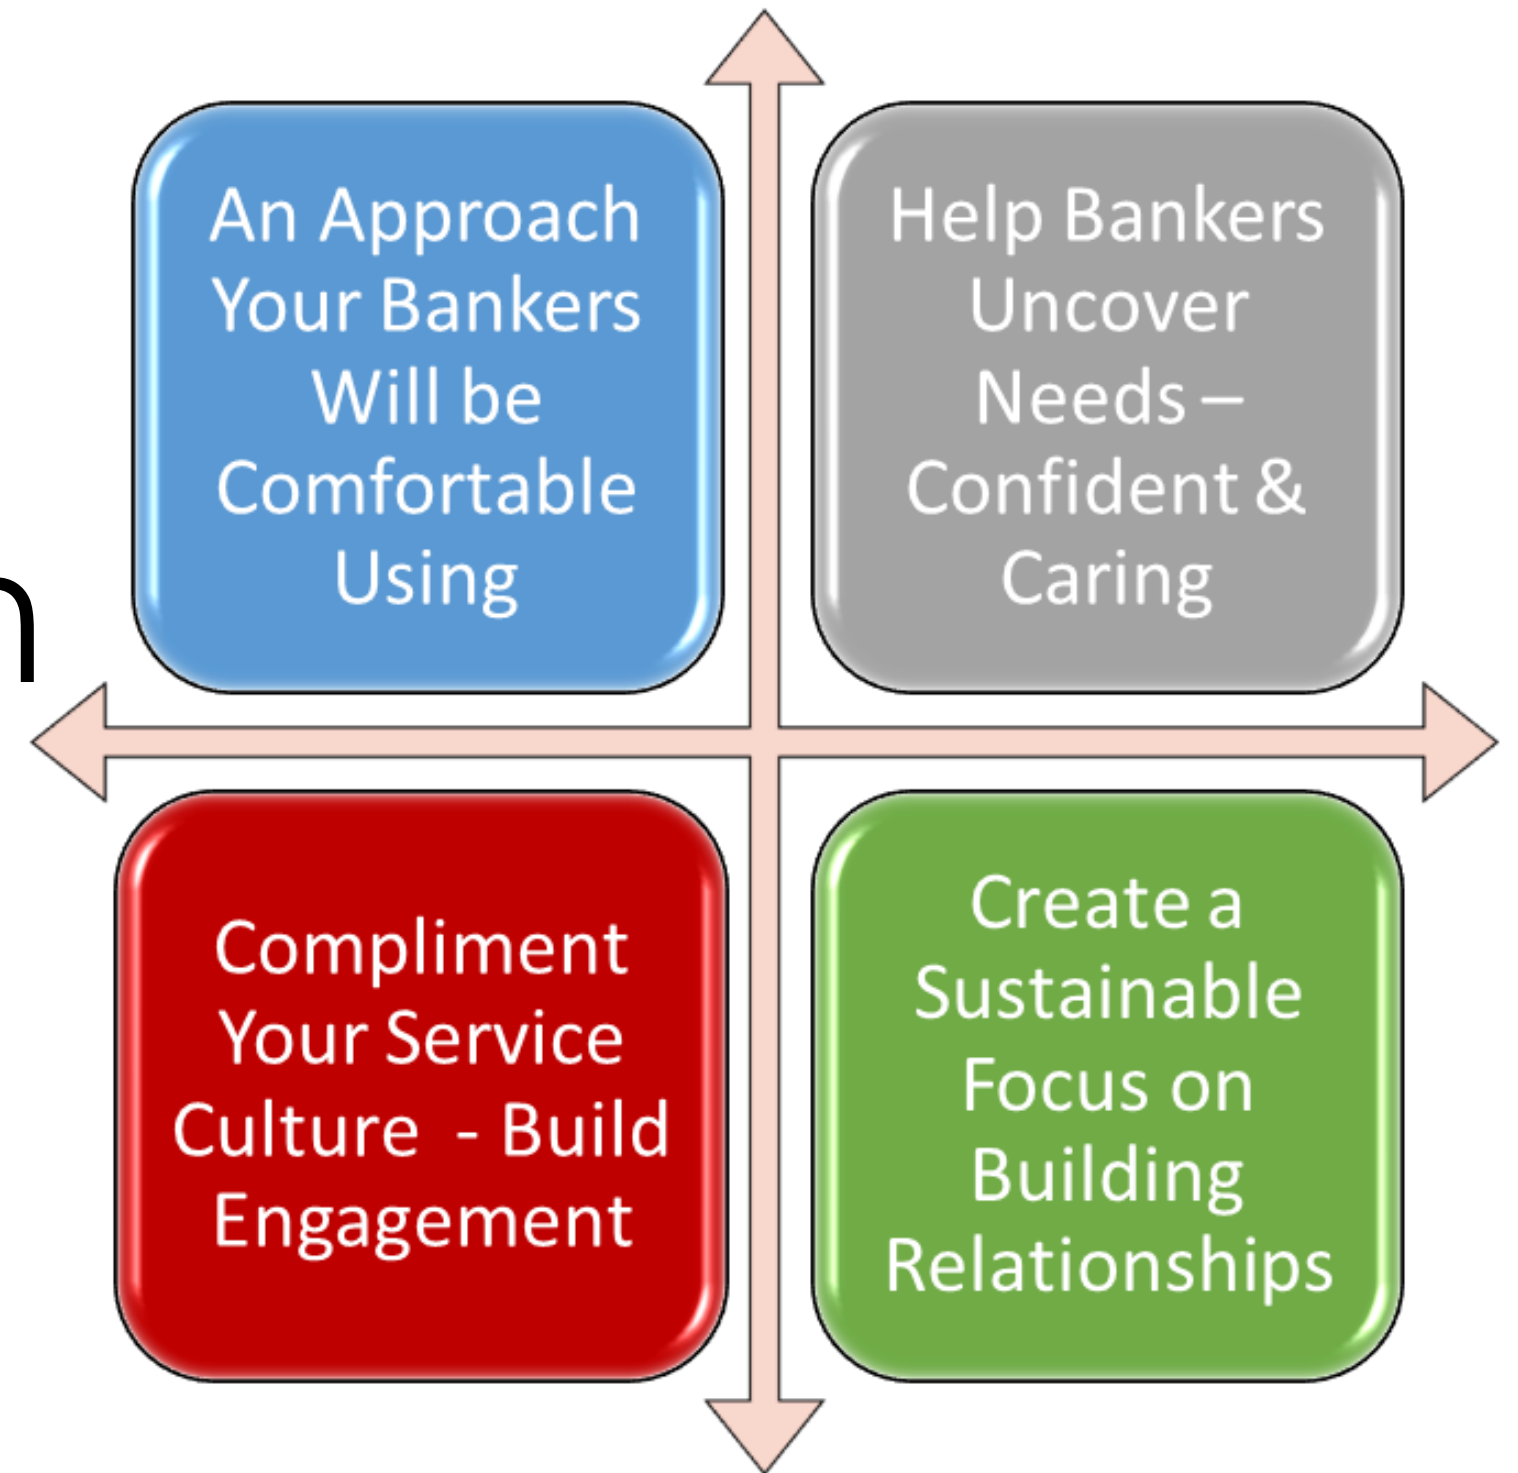 An Approach
Your Bankers
Will be
Comfortable
Using
Help Bankers
Uncover
Needs –
Confident &
Caring
n
Compliment
Your Service
Culture  - Build
Engagement
Create a
Sustainable
Focus on
Building
Relationships